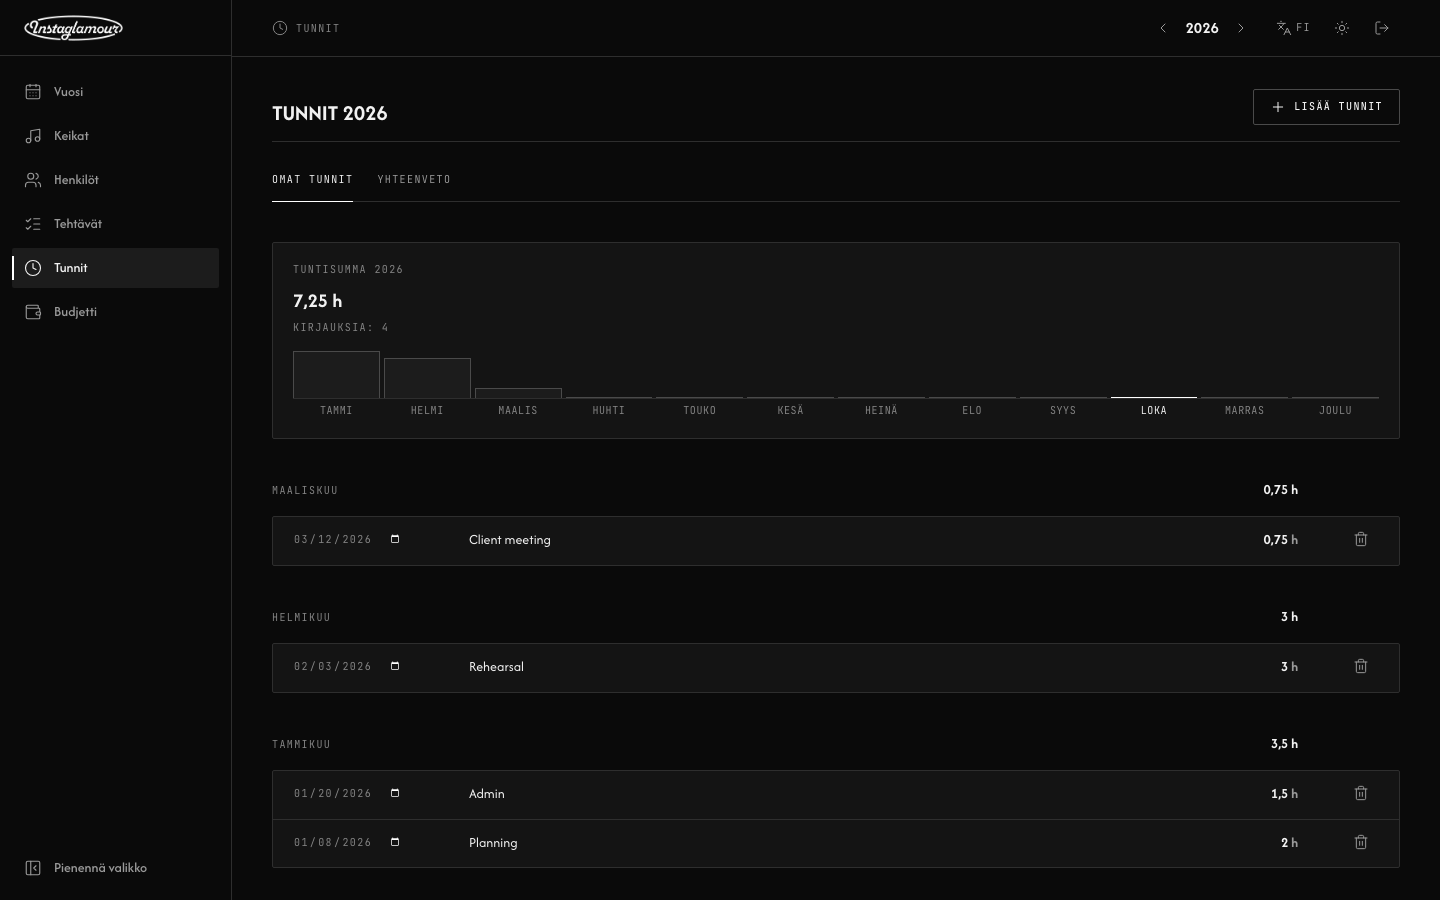 Instaglamour
TUNNIT
2026
FI
Vuosi
Keikat
Henkilöt
Tehtävät
Tunnit
Budjetti
Pienennä valikko
TUNNIT 2026
LISÄÄ TUNNIT
OMAT TUNNIT YHTEENVETO
TUNTISUMMA 2026
7,25 h
KIRJAUKSIA: 4
TAMMI HELMI MAALIS HUHTI TOUKO KESÄ HEINÄ ELO SYYS LOKA MARRAS JOULU
MAALISKUU 0,75 h
03/12/2026 Client meeting 0,75 h
HELMIKUU 3 h
02/03/2026 Rehearsal 3 h
TAMMIKUU 3,5 h
01/20/2026 Admin 1,5 h
01/08/2026 Planning 2 h